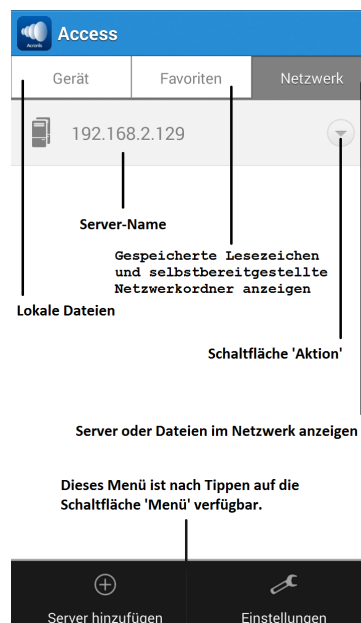 Acronis
Access
Gerät
Favoriten
Netzwerk
192.168.2.129
Server-Name
Gespeicherte Lesezeichen
und selbstbereitgestellte
Netzwerkordner anzeigen
Lokale Dateien
Schaltfläche 'Aktion'
Server oder Dateien im Netzwerk anzeigen
Dieses Menü ist nach Tippen auf die
Schaltfläche 'Menü' verfügbar.
Server hinzufügen
Einstellungen